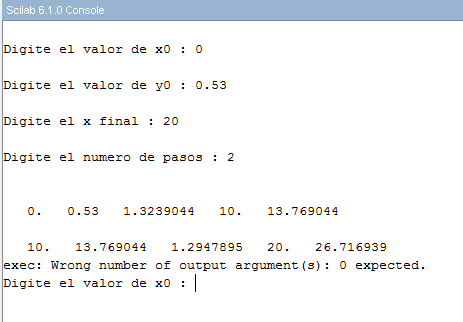 Scilab 6.1.0 Console
Digite el valor de x0 : 0
Digite el valor de y0 : 0.53
Digite el x final : 20
Digite el numero de pasos : 2
0. 0.53 1.3239044 10. 13.769044
10. 13.769044 1.2947895 20. 26.716939
exec: Wrong number of output argument(s): 0 expected.
Digite el valor de x0 :